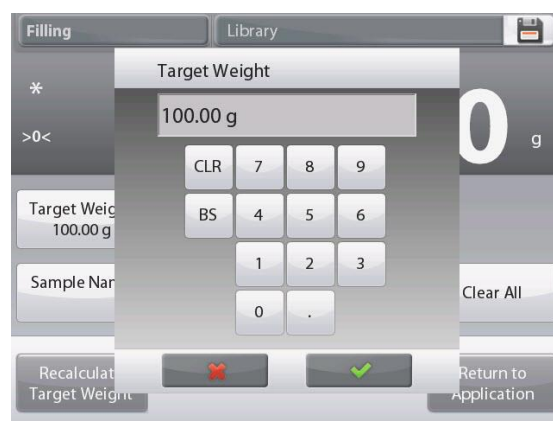 Filling
Library
Target Weight
*
100.00 g
>0<
0 g
CLR 7 8 9
Target Weig
100.00 g
BS 4 5 6
1 2 3
Sample Nam
Clear All
0 .
Recalculat
Target Weight
Return to
Application